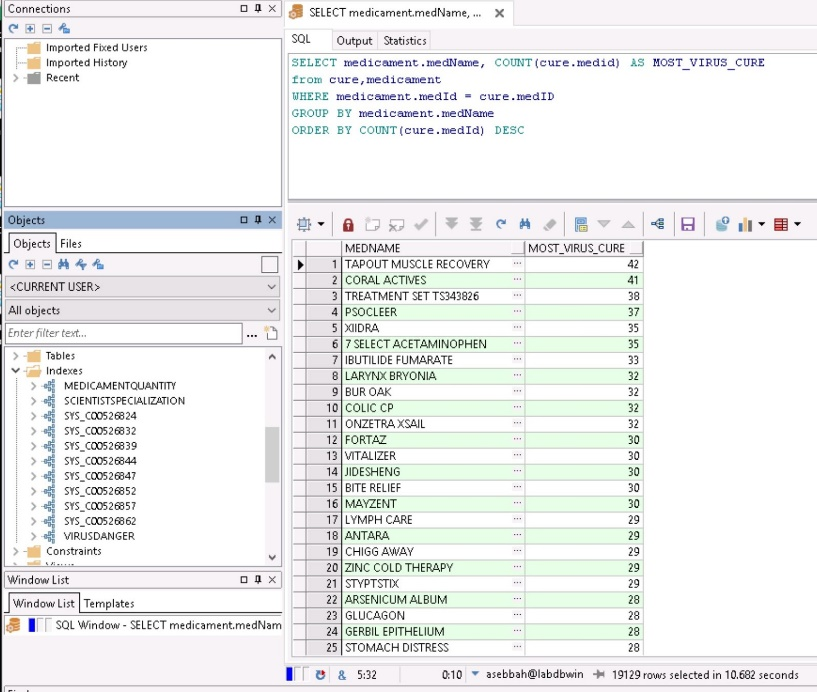 Connections
Imported Fixed Users
Imported History
Recent
Objects
Objects Files
<CURRENT USER>
All objects
Enter filter text...
Tables
Indexes
MEDICAMENTQUANTITY
SCIENTISTSPECIALIZATION
SYS_C00526824
SYS_C00526832
SYS_C00526839
SYS_C00526844
SYS_C00526847
SYS_C00526852
SYS_C00526857
SYS_C00526862
VIRUSDANGER
Constraints
Window List
Window List Templates
SQL Window - SELECT medicament.medNam
SELECT medicament.medName, ...
SQL Output Statistics
SELECT medicament.medName, COUNT(cure.medid) AS MOST_VIRUS_CURE
from cure,medicament
WHERE medicament.medId = cure.medID
GROUP BY medicament.medName
ORDER BY COUNT(cure.medId) DESC
MEDNAME MOST_VIRUS_CURE
1 TAPOUT MUSCLE RECOVERY ... 42
2 CORAL ACTIVES ... 41
3 TREATMENT SET TS343826 ... 38
4 PSOCLEER ... 37
5 XIIDRA ... 35
6 7 SELECT ACETAMINOPHEN ... 35
7 IBUTILIDE FUMARATE ... 33
8 LARYNX BRYONIA ... 32
9 BUR OAK ... 32
10 COLIC CP ... 32
11 ONZETRA XSAIL ... 32
12 FORTAZ ... 30
13 VITALIZER ... 30
14 JIDESHENG ... 30
15 BITE RELIEF ... 30
16 MAYZENT ... 30
17 LYMPH CARE ... 29
18 ANTARA ... 29
19 CHIGG AWAY ... 29
20 ZINC COLD THERAPY ... 29
21 STYPTSTIX ... 29
22 ARSENICUM ALBUM ... 28
23 GLUCAGON ... 28
24 GERBIL EPITHELIUM ... 28
25 STOMACH DISTRESS ... 28
& 5:32 0:10 asebbah@labdbwin 19129 rows selected in 10.682 seconds